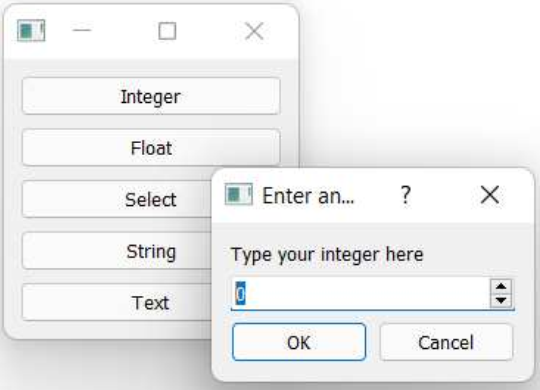 Integer
Float
Select
String
Text
Enter an...
?
Type your integer here
0
OK
Cancel